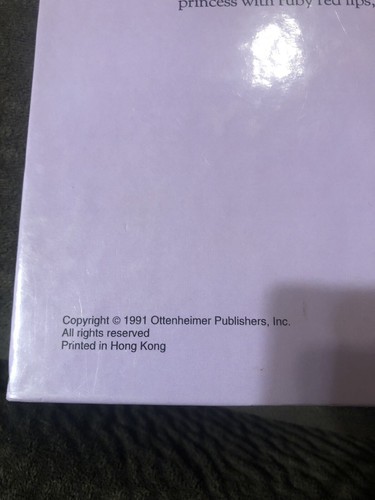 princess with ruby red lips,
Copyright © 1991 Ottenheimer Publishers, Inc.
All rights reserved
Printed in Hong Kong